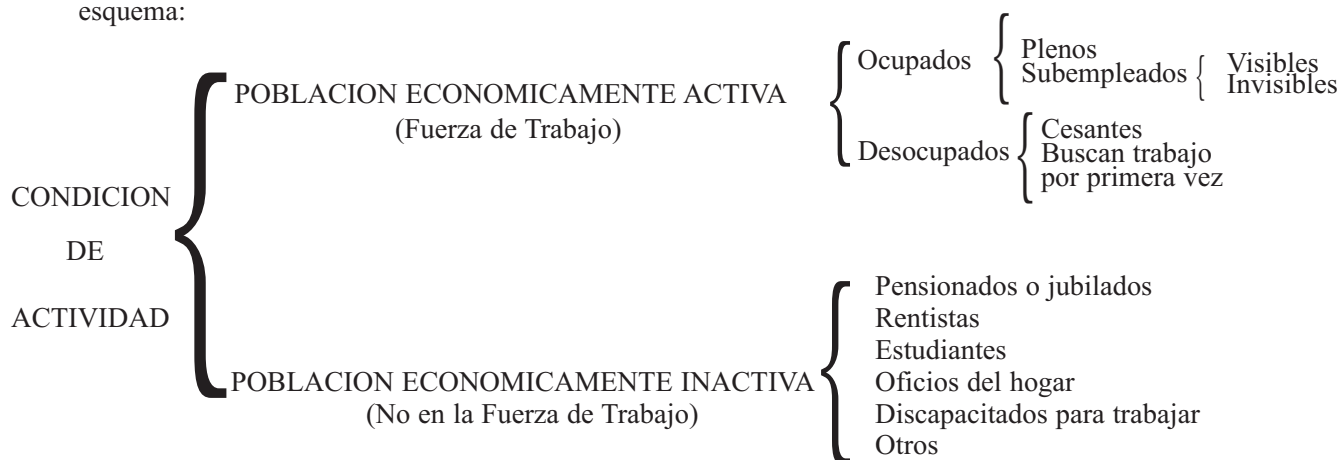 esquema:
CONDICION
DE
ACTIVIDAD
POBLACION ECONOMICAMENTE ACTIVA
(Fuerza de Trabajo)
Ocupados
Plenos
Subempleados
Visibles
Invisibles
Desocupados
Cesantes
Buscan trabajo
por primera vez
POBLACION ECONOMICAMENTE INACTIVA
(No en la Fuerza de Trabajo)
Pensionados o jubilados
Rentistas
Estudiantes
Oficios del hogar
Discapacitados para trabajar
Otros